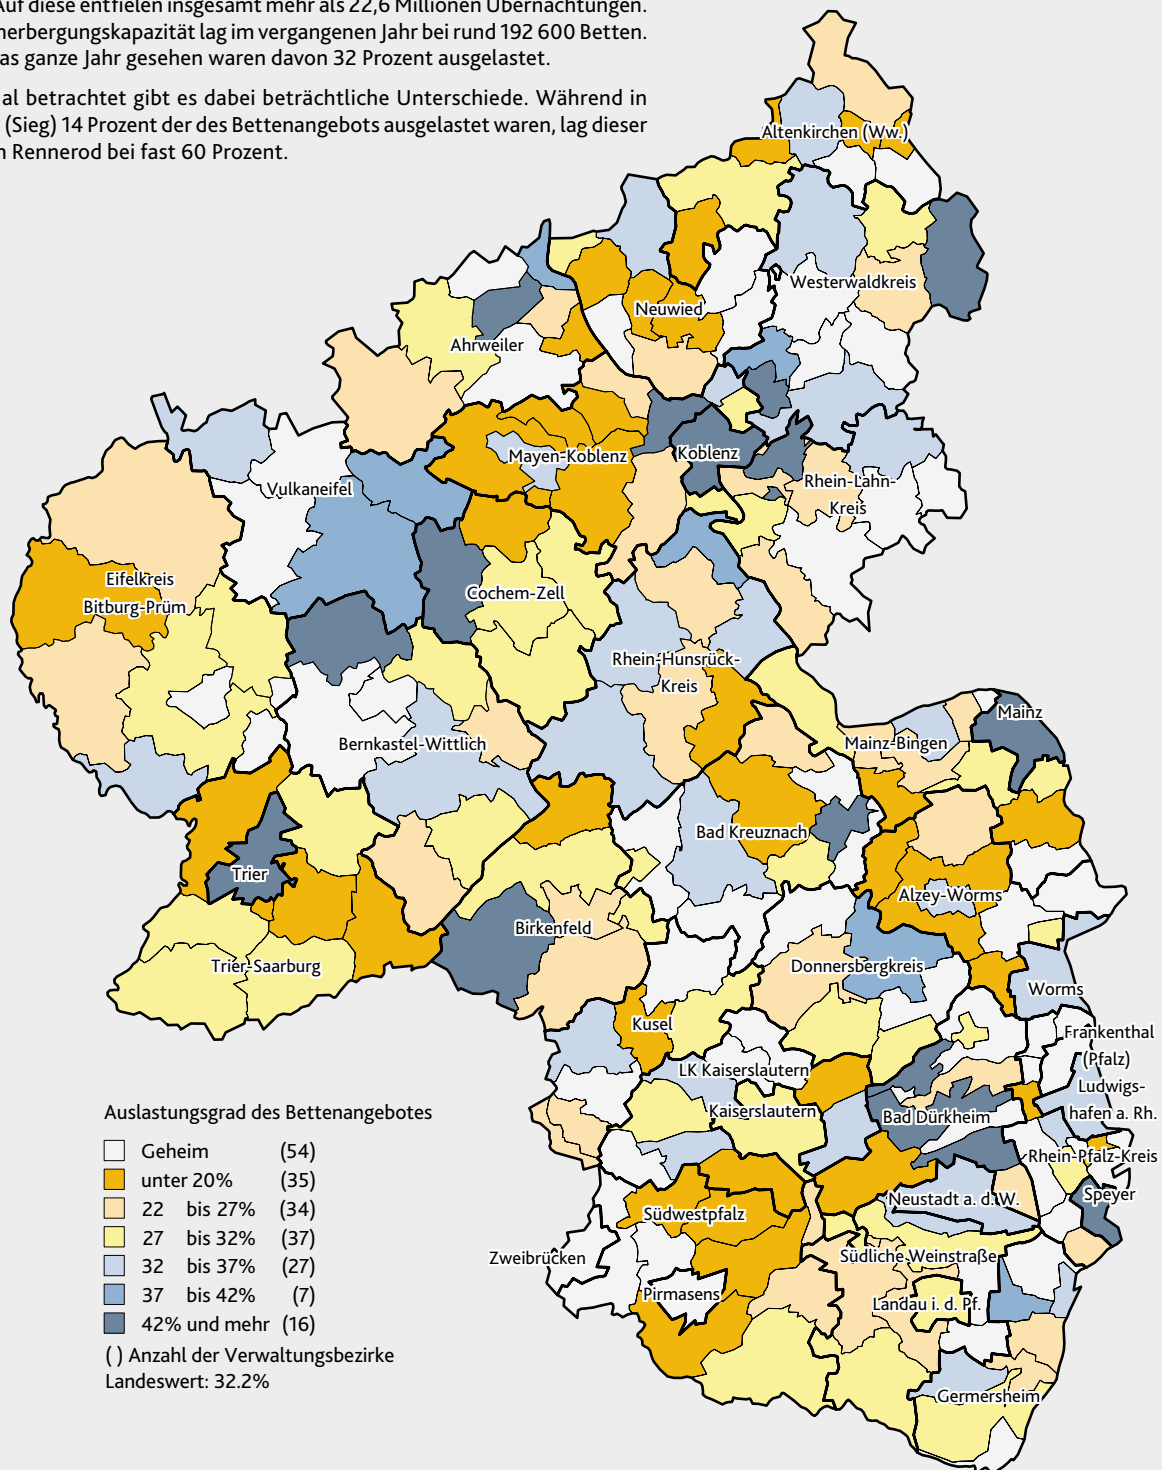 Auf diese entfielen insgesamt mehr als 22,6 Millionen Übernachtungen.
herbergungskapazität lag im vergangenen Jahr bei rund 192 600 Betten.
as ganze Jahr gesehen waren davon 32 Prozent ausgelastet.
al betrachtet gibt es dabei beträchtliche Unterschiede. Während in
(Sieg) 14 Prozent der des Bettenangebots ausgelastet waren, lag dieser
Rennerod bei fast 60 Prozent.
Altenkirchen (Ww.)
Westerwaldkreis
Neuwied
Ahrweiler
Mayen-Koblenz
Koblenz
Vulkaneifel
Rhein-Lahn-
Kreis
Eifelkreis
Bitburg-Prüm
Cochem-Zell
Rhein-Hunsrück-
Kreis
Mainz
Bernkastel-Wittlich
Mainz-Bingen
Bad Kreuznach
Trier
Alzey-Worms
Birkenfeld
Trier-Saarburg
Donnersbergkreis
Worms
Kusel
Frankenthal
(Pfalz)
LK Kaiserslautern
Ludwigs-
hafen a. Rh.
Kaiserslautern
Bad Dürkheim
Rhein-Pfalz-Kreis
Neustadt a. d. W.
Speyer
Südwestpfalz
Zweibrücken
Südliche Weinstraße
Pirmasens
Landau i. d. Pf.
Germersheim
Auslastungsgrad des Bettenangebotes
Geheim (54)
unter 20% (35)
22 bis 27% (34)
27 bis 32% (37)
32 bis 37% (27)
37 bis 42% (7)
42% und mehr (16)
( ) Anzahl der Verwaltungsbezirke
Landeswert: 32.2%